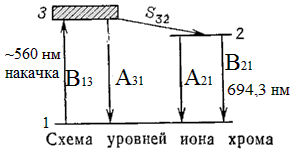 3
S₃₂
2
~560 нм
накачка
B₁₃
A₃₁
A₂₁
B₂₁
694,3 нм
1
Схема уровней иона хрома